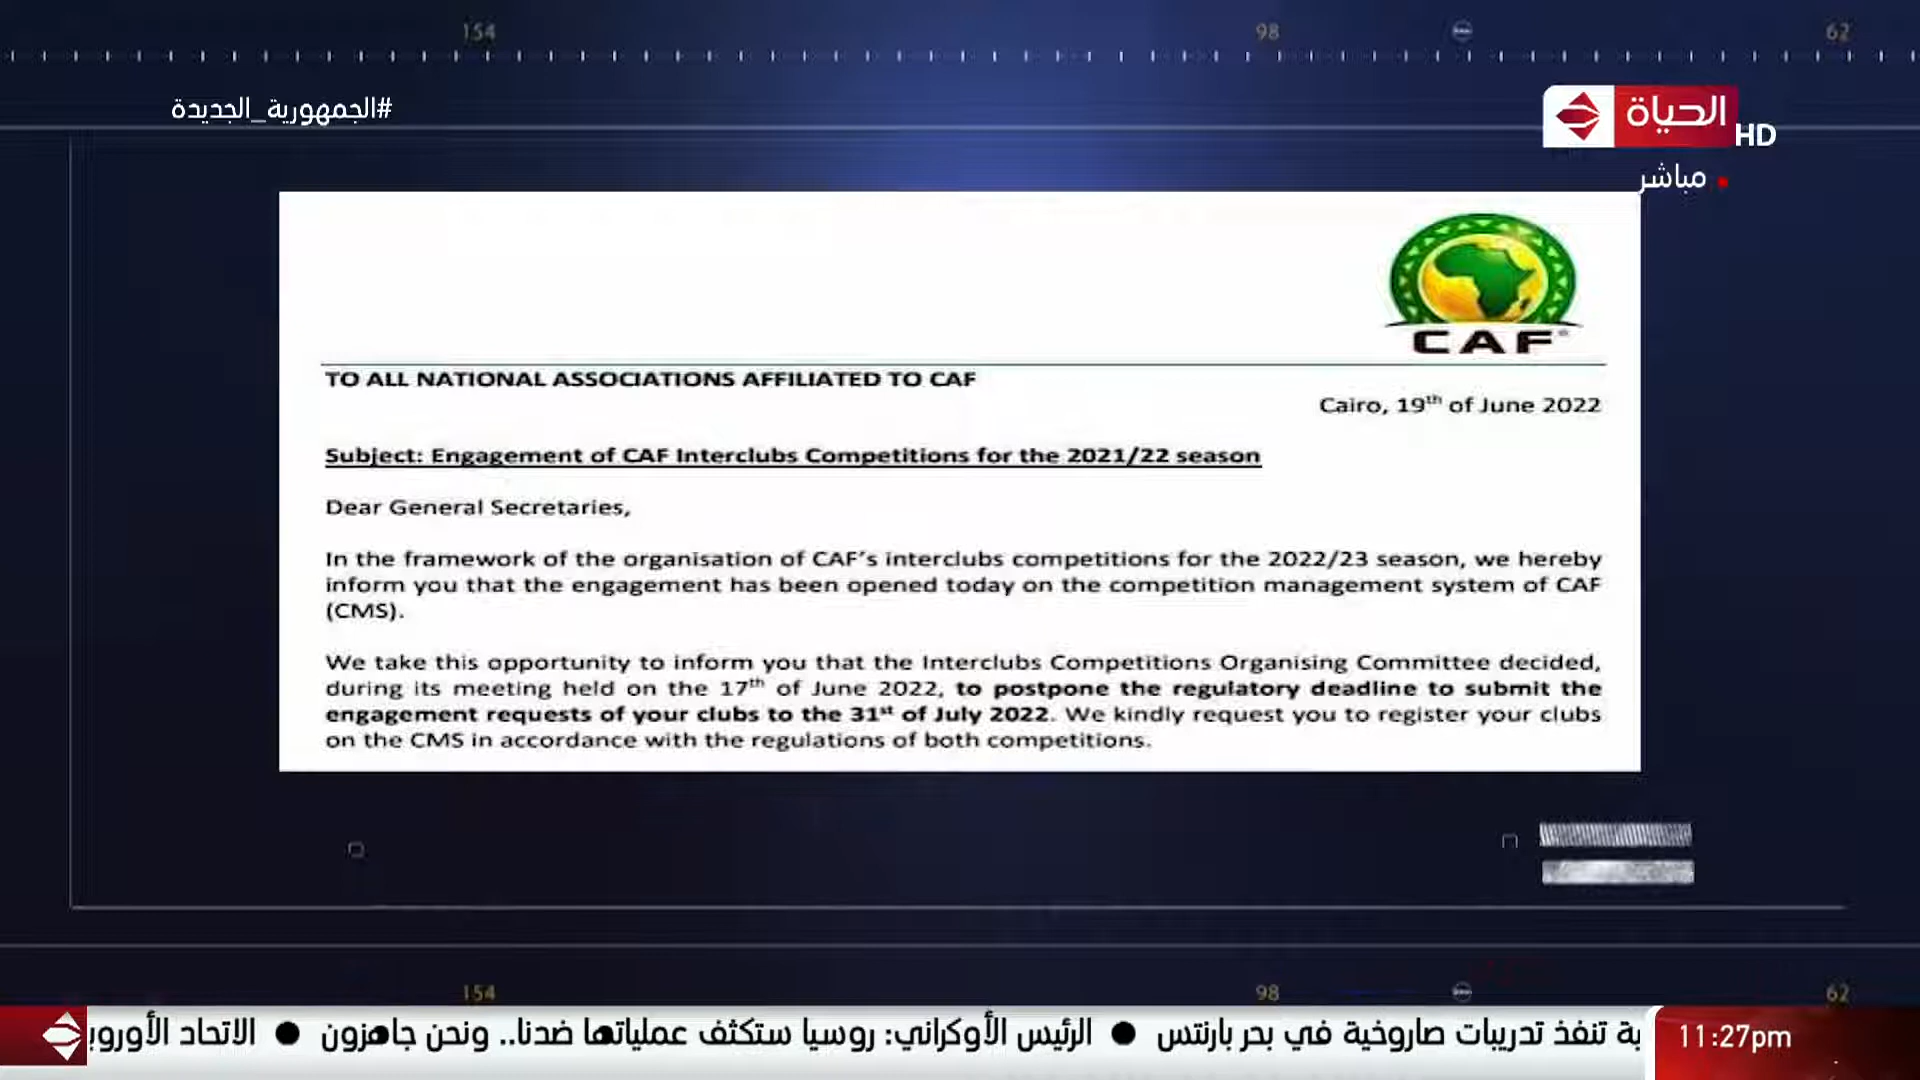 154 98 62
#الجمهورية_الجديدة
الحياة
HD
مباشر
CAF
TO ALL NATIONAL ASSOCIATIONS AFFILIATED TO CAF
Cairo, 19th of June 2022
Subject: Engagement of CAF Interclubs Competitions for the 2021/22 season
Dear General Secretaries,
In the framework of the organisation of CAF's interclubs competitions for the 2022/23 season, we hereby
inform you that the engagement has been opened today on the competition management system of CAF
(CMS).
We take this opportunity to inform you that the Interclubs Competitions Organising Committee decided,
during its meeting held on the 17th of June 2022, to postpone the regulatory deadline to submit the
engagement requests of your clubs to the 31st of July 2022. We kindly request you to register your clubs
on the CMS in accordance with the regulations of both competitions.
154 98 62
ية تنفذ تدريبات صاروخية في بحر بارنتس ● الرئيس الأوكراني: روسيا ستكثف عملياتها ضدنا.. ونحن جاهزون ● الاتحاد الأوروبي
11:27pm